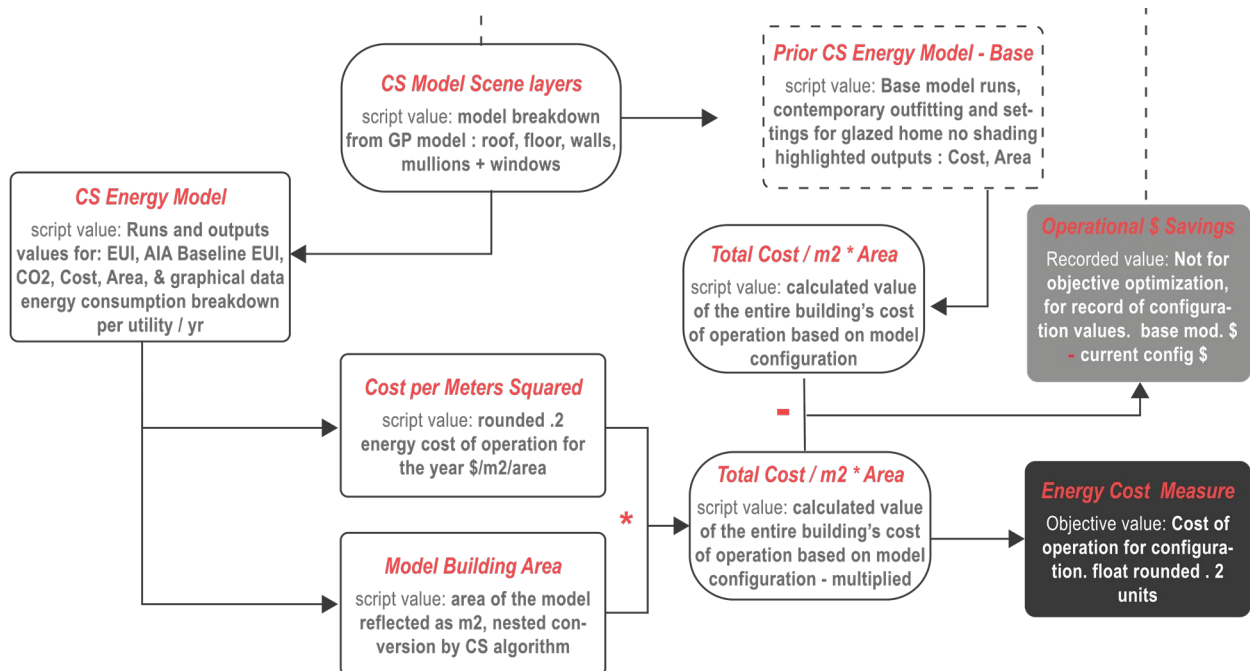 CS Model Scene layers
script value: model breakdown
from GP model : roof, floor, walls,
mullions + windows
Prior CS Energy Model - Base
script value: Base model runs,
contemporary outfitting and set-
tings for glazed home no shading
highlighted outputs : Cost, Area
CS Energy Model
script value: Runs and outputs
values for: EUI, AIA Baseline EUI,
CO2, Cost, Area, & graphical data
energy consumption breakdown
per utility / yr
Total Cost / m2 * Area
script value: calculated value
of the entire building's cost
of operation based on model
configuration
Operational $ Savings
Recorded value: Not for
objective optimization,
for record of configura-
tion values. base mod. $
- current config $
Cost per Meters Squared
script value: rounded .2
energy cost of operation for
the year $/m2/area
-
*
Model Building Area
script value: area of the model
reflected as m2, nested con-
version by CS algorithm
Total Cost / m2 * Area
script value: calculated value
of the entire building's cost
of operation based on model
configuration - multiplied
Energy Cost Measure
Objective value: Cost of
operation for configura-
tion. float rounded . 2
units